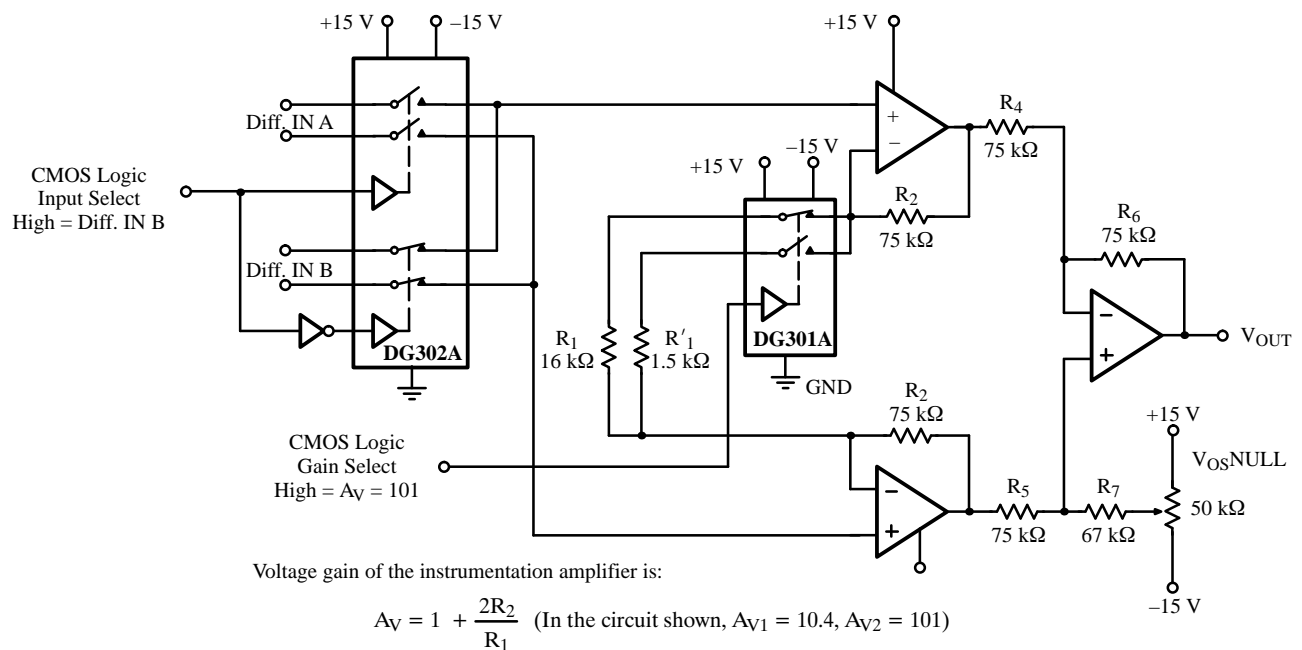 +15 V
–15 V
+15 V
Diff. IN A
CMOS Logic
Input Select
High = Diff. IN B
Diff. IN B
DG302A
+15 V
–15 V
+
–
R4
75 kΩ
R2
75 kΩ
R6
75 kΩ
R1
16 kΩ
R'1
1.5 kΩ
DG301A
GND
–
+
VOUT
CMOS Logic
Gain Select
High = AV = 101
R2
75 kΩ
–
+
R5
75 kΩ
R7
67 kΩ
+15 V
VOSNULL
50 kΩ
–15 V
Voltage gain of the instrumentation amplifier is:
AV = 1 + 2R2/R1 (In the circuit shown, AV1 = 10.4, AV2 = 101)